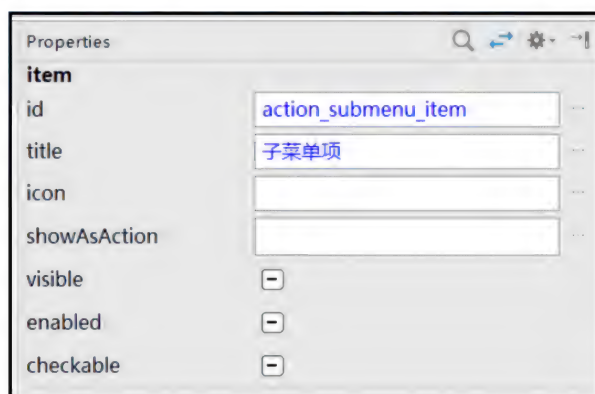 Properties
item
id action_submenu_item
title 子菜单项
icon
showAsAction
visible
enabled
checkable